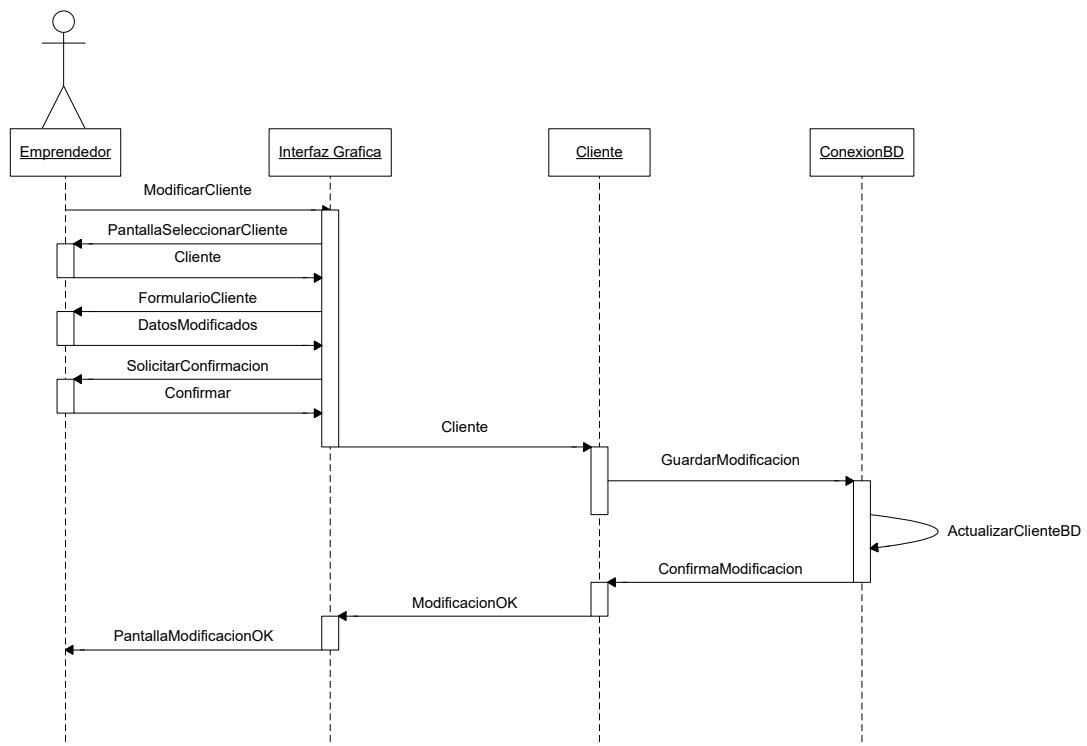 Emprendedor
Interfaz Grafica
Cliente
ConexionBD
ModificarCliente
PantallaSeleccionarCliente
Cliente
FormularioCliente
DatosModificados
SolicitarConfirmacion
Confirmar
Cliente
GuardarModificacion
ActualizarClienteBD
ConfirmaModificacion
ModificacionOK
PantallaModificacionOK